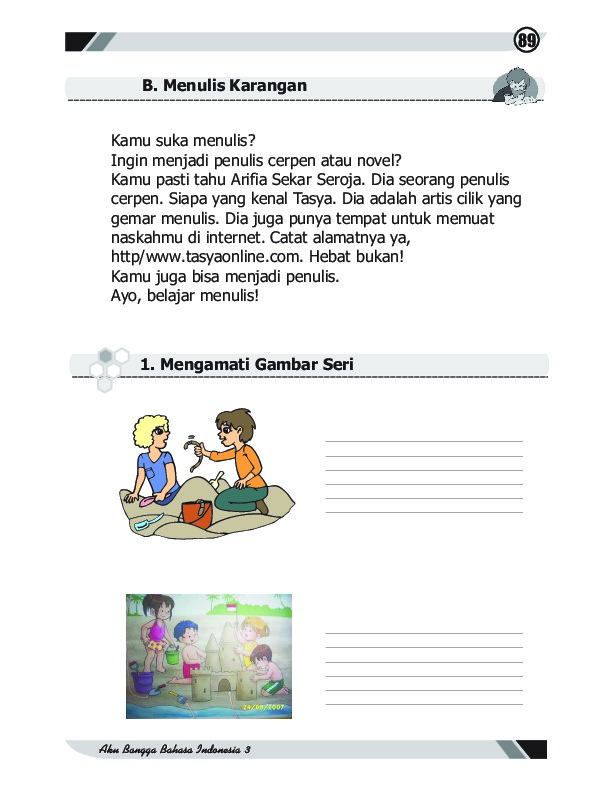 89
B. Menulis Karangan
Kamu suka menulis?
Ingin menjadi penulis cerpen atau novel?
Kamu pasti tahu Arifia Sekar Seroja. Dia seorang penulis
cerpen. Siapa yang kenal Tasya. Dia adalah artis cilik yang
gemar menulis. Dia juga punya tempat untuk memuat
naskahmu di internet. Catat alamatnya ya,
http/www.tasyaonline.com. Hebat bukan!
Kamu juga bisa menjadi penulis.
Ayo, belajar menulis!
1. Mengamati Gambar Seri
24/08/2007
Aku Bangga Bahasa Indonesia 3